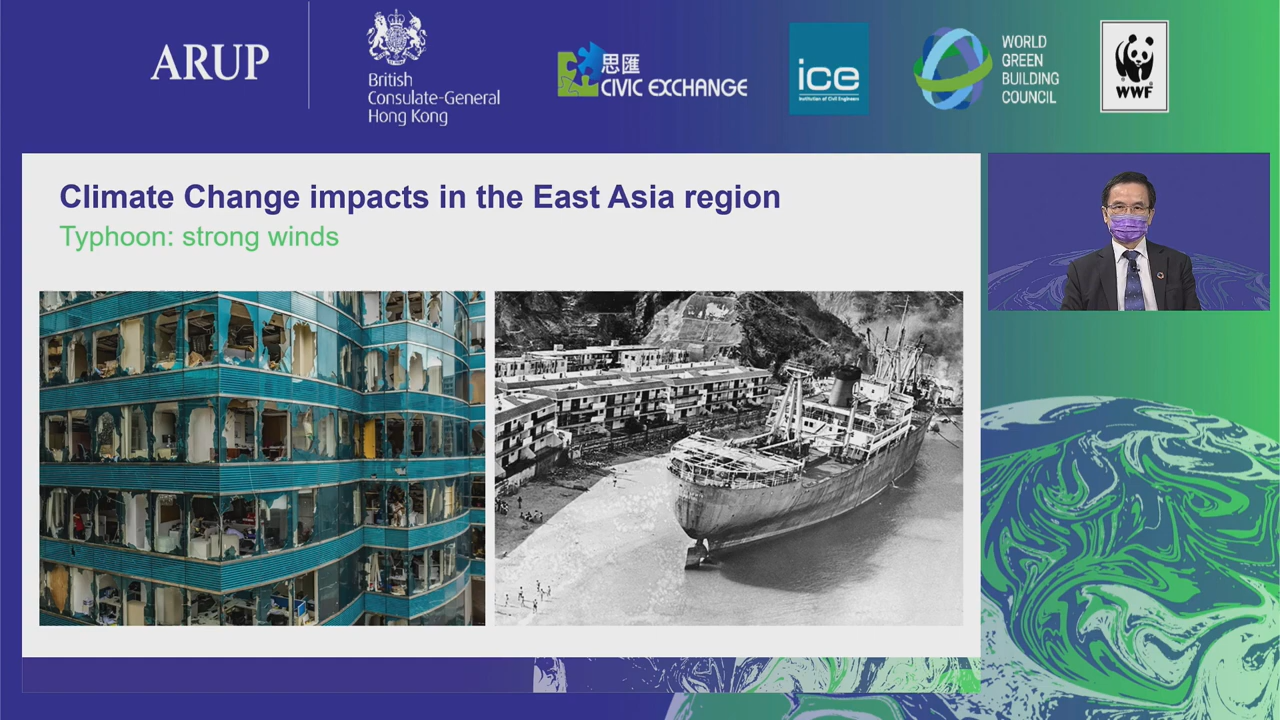 ARUP
British
Consulate-General
Hong Kong
思匯
CIVIC EXCHANGE
ice
Institution of Civil Engineers
WORLD
GREEN
BUILDING
COUNCIL
WWF
Climate Change impacts in the East Asia region
Typhoon: strong winds